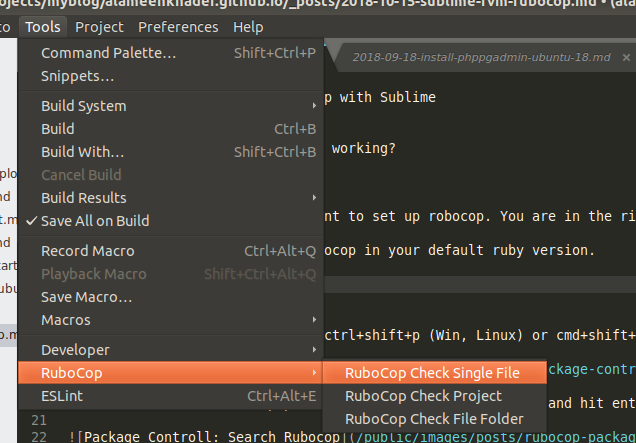 ojects/myblog/alameenkhader.github.io/_posts/2018-10-15-sublime-rvm-rubocop.md • (ala
to Tools Project Preferences Help
2018-09-18-install-phppgadmin-ubuntu-18.md
Command Palette… Shift+Ctrl+P
Snippets…
p with Sublime
Build System
Build Ctrl+B
Build With… Shift+Ctrl+B
working?
Cancel Build
Build Results
Save All on Build
nt to set up robocop. You are in the ri
Record Macro Ctrl+Alt+Q
ocop in your default ruby version.
Playback Macro Shift+Ctrl+Alt+Q
Save Macro…
Macros
ctrl+shift+p (Win, Linux) or cmd+shift+
Developer
RuboCop
RuboCop Check Single File
ckage-contr
ESLint Ctrl+Alt+E
RuboCop Check Project
and hit ent
RuboCop Check File Folder
21
22 ![Package Controll: Search Rubocop](/public/images/posts/robocop-packag